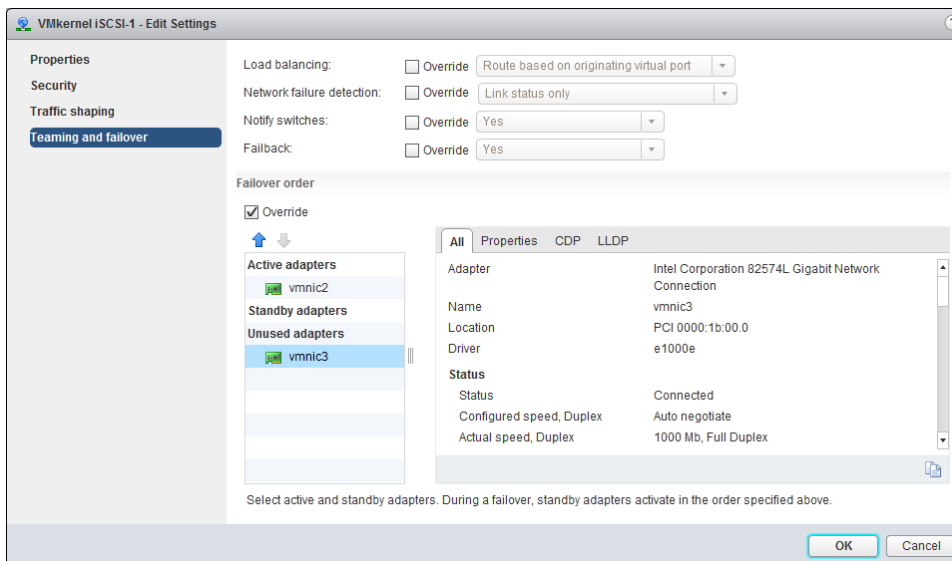 VMkernel iSCSI-1 - Edit Settings
?
Properties
Security
Traffic shaping
Teaming and failover
Load balancing: Override Route based on originating virtual port
Network failure detection: Override Link status only
Notify switches: Override Yes
Failback: Override Yes
Failover order
Override
Active adapters
vmnic2
Standby adapters
Unused adapters
vmnic3
All Properties CDP LLDP
Adapter Intel Corporation 82574L Gigabit Network
Connection
Name vmnic3
Location PCI 0000:1b:00.0
Driver e1000e
Status
Status Connected
Configured speed, Duplex Auto negotiate
Actual speed, Duplex 1000 Mb, Full Duplex
Select active and standby adapters. During a failover, standby adapters activate in the order specified above.
OK Cancel